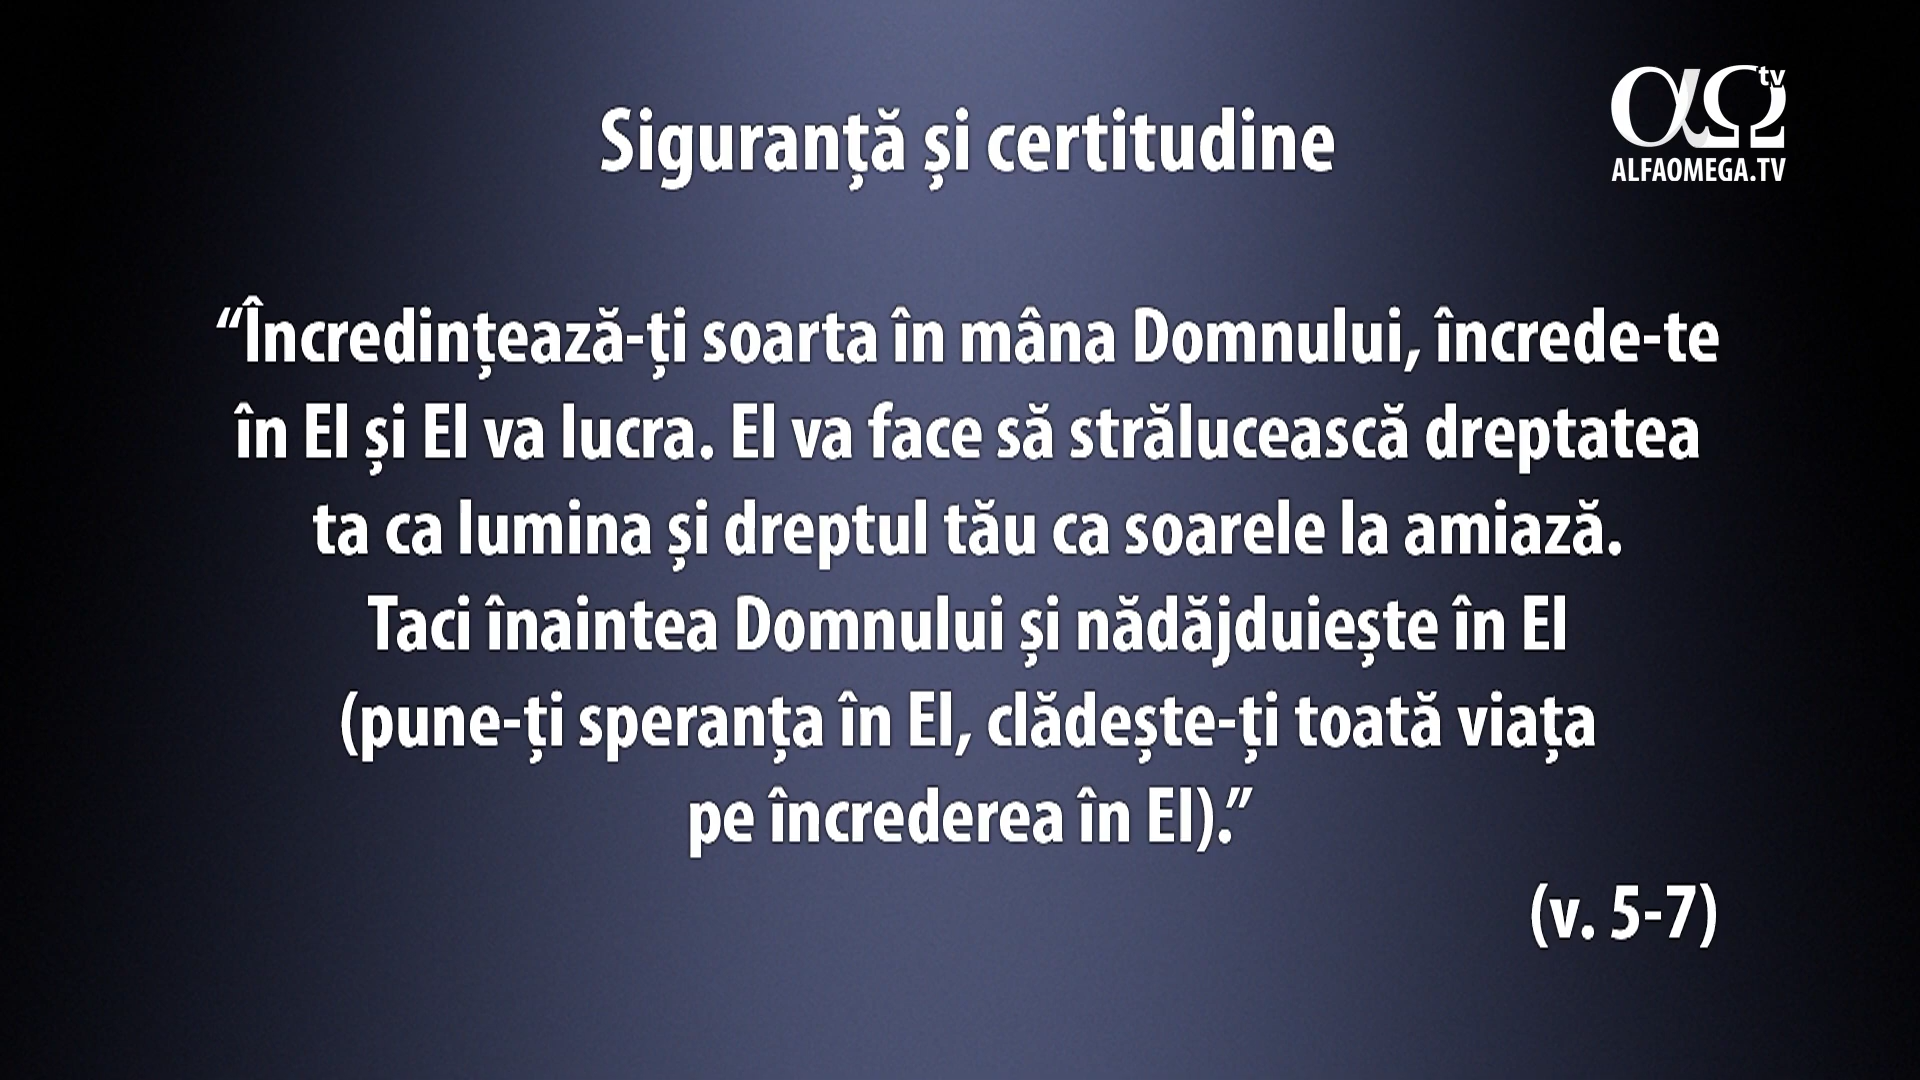 Siguranță și certitudine
αΩ tv
ALFAOMEGA.TV
“Încredințează-ți soarta în mâna Domnului, încrede-te
în El și El va lucra. El va face să strălucească dreptatea
ta ca lumina și dreptul tău ca soarele la amiază.
Taci înaintea Domnului și nădăjduiește în El
(pune-ți speranța în El, clădește-ți toată viața
pe încrederea în El).”
(v. 5-7)